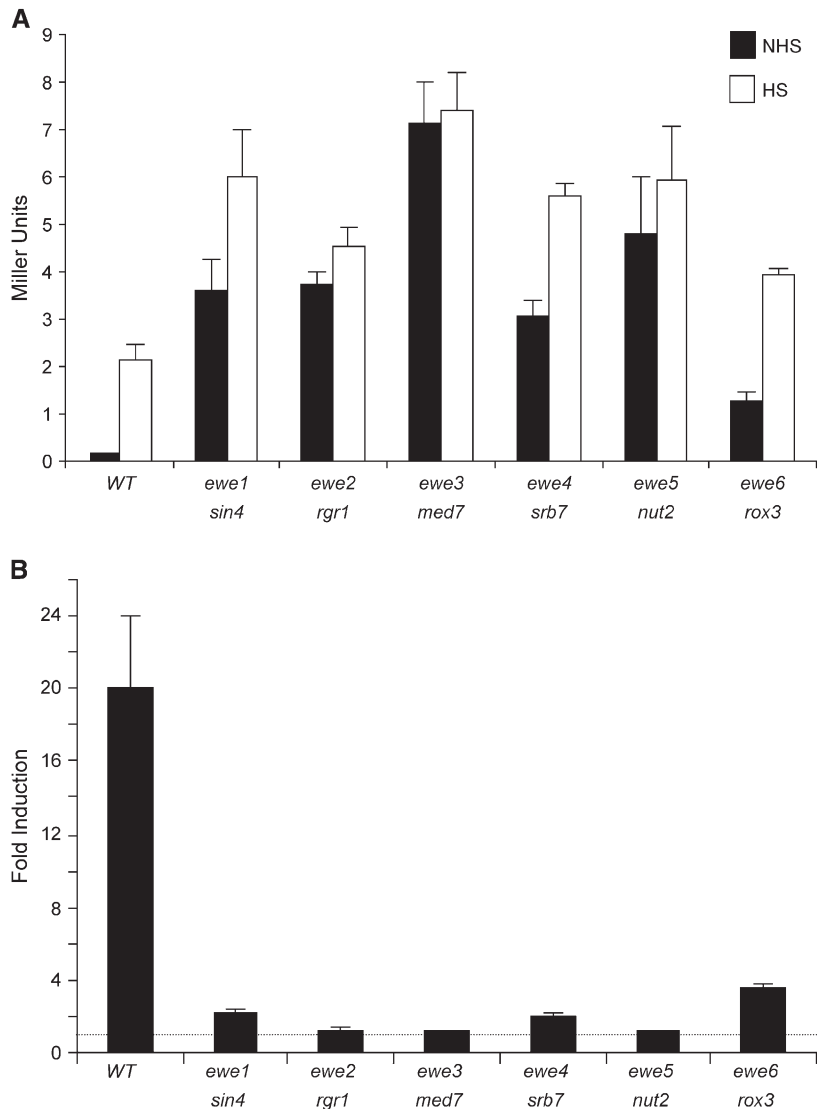 A
9
8
7
6
5
4
3
2
1
0
Miller Units
NHS
HS
WT ewe1 ewe2 ewe3 ewe4 ewe5 ewe6
sin4 rgr1 med7 srb7 nut2 rox3
B
24
20
16
12
8
4
0
Fold Induction
WT ewe1 ewe2 ewe3 ewe4 ewe5 ewe6
sin4 rgr1 med7 srb7 nut2 rox3